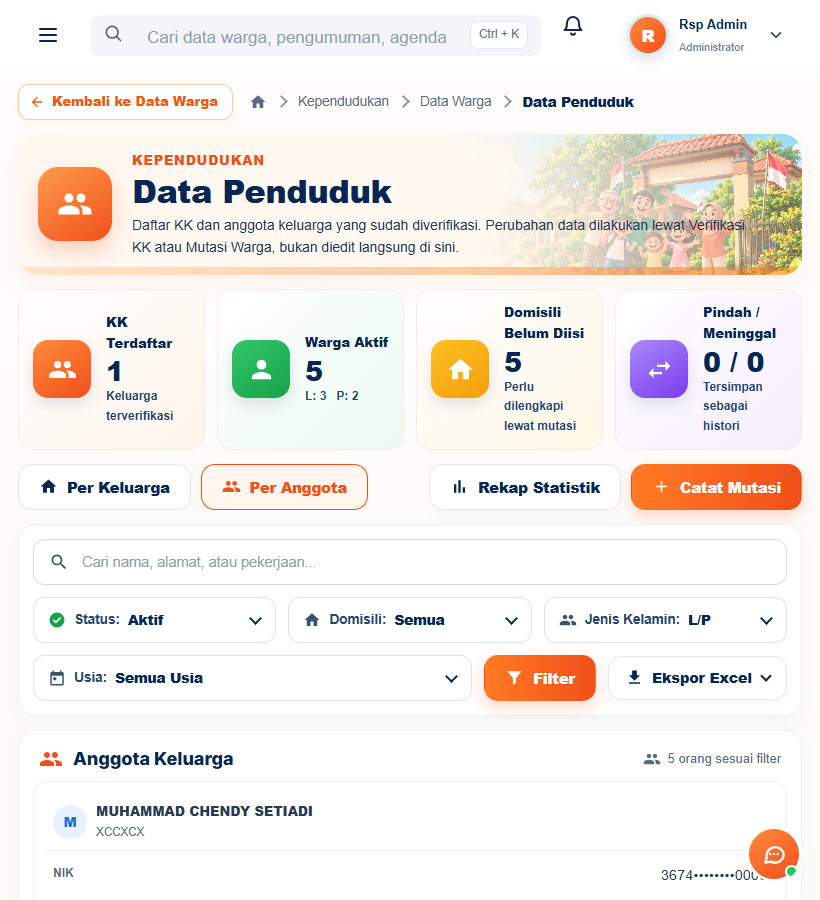 Cari data warga, pengumuman, agenda
Ctrl + K
R
Rsp Admin
Administrator
Kembali ke Data Warga
Kependudukan
Data Warga
Data Penduduk
KEPENDUDUKAN
Data Penduduk
Daftar KK dan anggota keluarga yang sudah diverifikasi. Perubahan data dilakukan lewat Verifikasi
KK atau Mutasi Warga, bukan diedit langsung di sini.
KK
Terdaftar
1
Keluarga
terverifikasi
Warga Aktif
5
L: 3 P: 2
Domisili
Belum Diisi
5
Perlu
dilengkapi
lewat mutasi
Pindah /
Meninggal
0 / 0
Tersimpan
sebagai
histori
Per Keluarga
Per Anggota
Rekap Statistik
+ Catat Mutasi
Cari nama, alamat, atau pekerjaan...
Status: Aktif
Domisili: Semua
Jenis Kelamin: L/P
Usia: Semua Usia
Filter
Ekspor Excel
Anggota Keluarga
5 orang sesuai filter
M
MUHAMMAD CHENDY SETIADI
XCCXCX
NIK